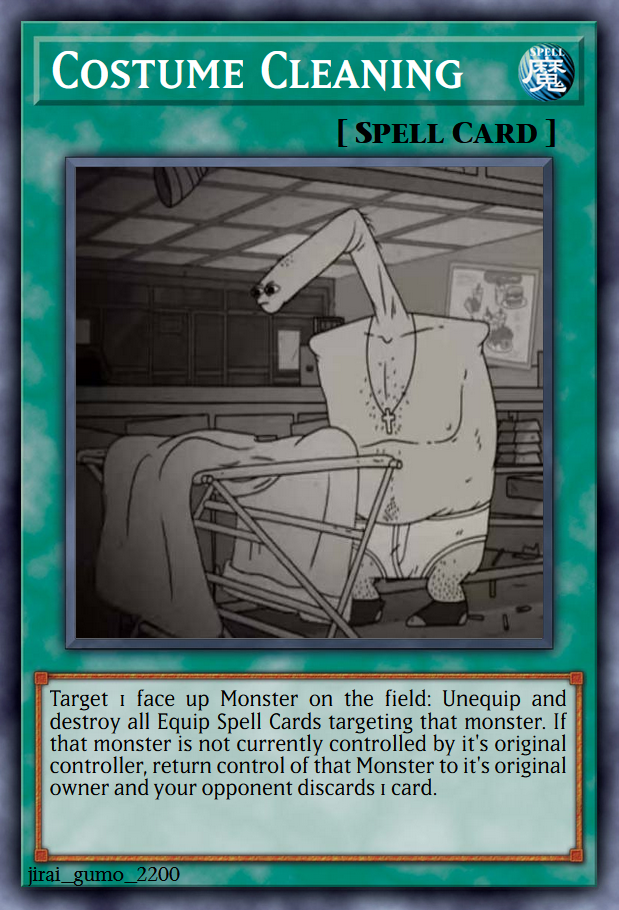 COSTUME CLEANING
SPELL
魔
[ SPELL CARD ]
Target 1 face up Monster on the field: Unequip and
destroy all Equip Spell Cards targeting that monster. If
that monster is not currently controlled by it's original
controller, return control of that Monster to it's original
owner and your opponent discards 1 card.
jirai_gumo_2200